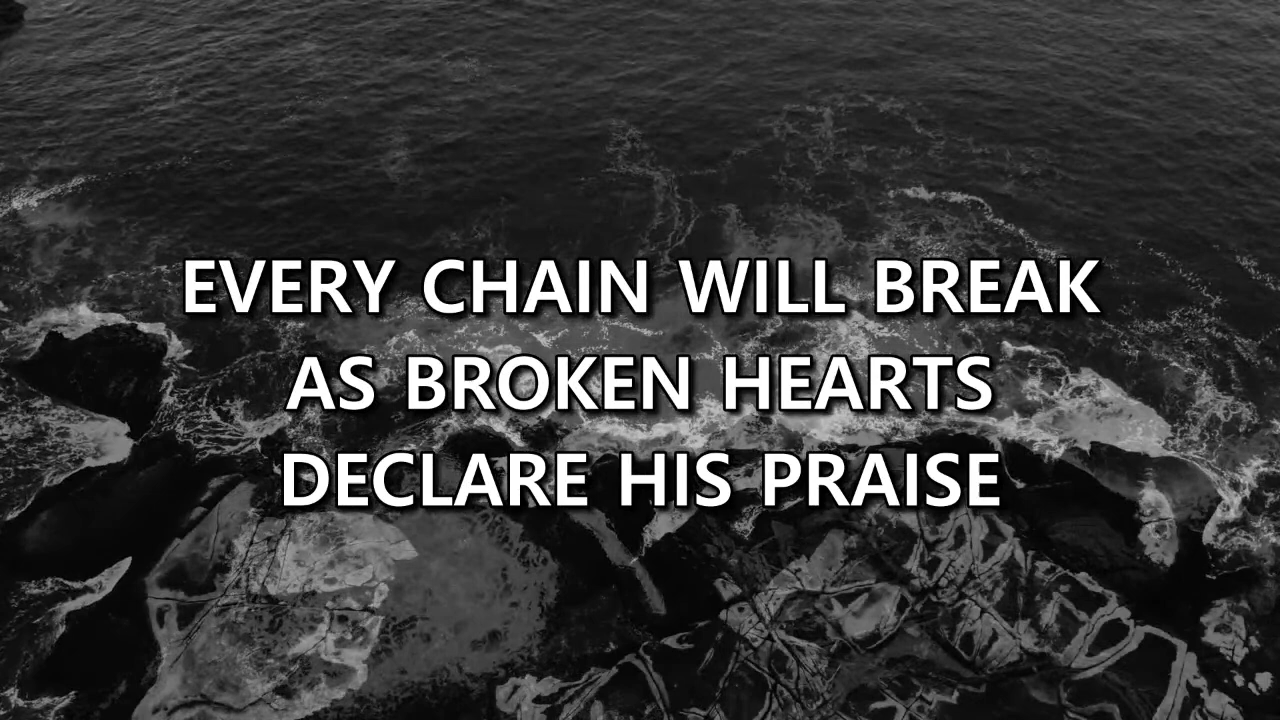 EVERY CHAIN WILL BREAK
AS BROKEN HEARTS
DECLARE HIS PRAISE